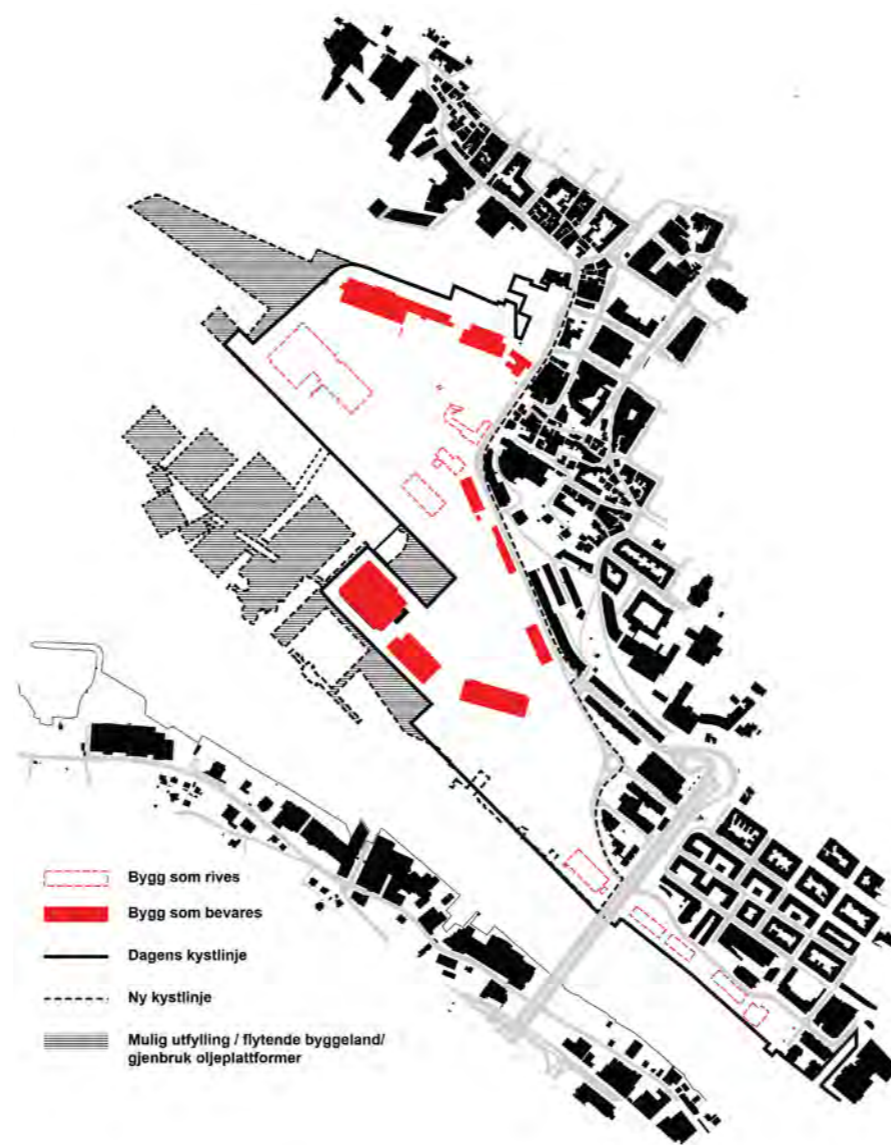 Bygg som rives
Bygg som bevares
Dagens kystlinje
Ny kystlinje
Mulig utfylling / flytende byggeland/
gjenbruk oljeplattformer